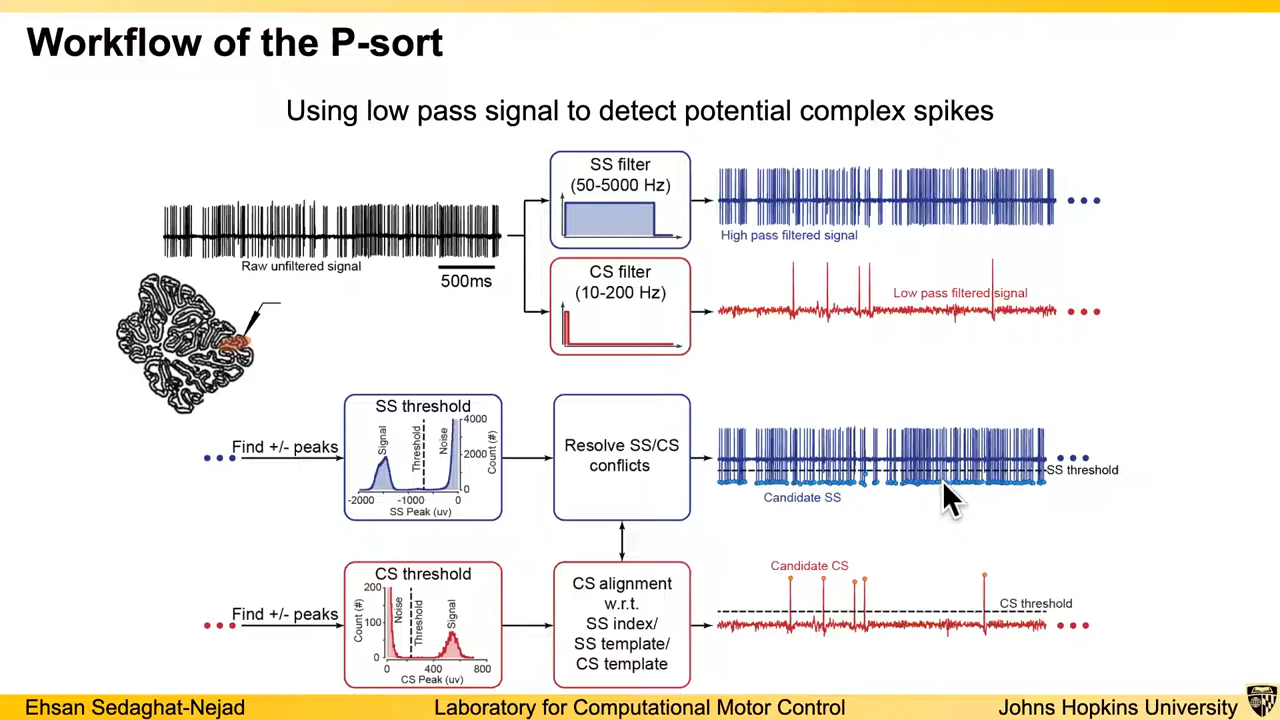 Workflow of the P-sort
Using low pass signal to detect potential complex spikes
SS filter
(50-5000 Hz)
High pass filtered signal
Raw unfiltered signal
500ms
CS filter
(10-200 Hz)
Low pass filtered signal
Find +/- peaks
SS threshold
Signal
Threshold
Noise
4000
2000
0
Count (#)
-2000
-1000
0
SS Peak (uv)
Resolve SS/CS
conflicts
SS threshold
Candidate SS
Find +/- peaks
CS threshold
200
100
0
Count (#)
Noise
Threshold
Signal
0
400
800
CS Peak (uv)
CS alignment
w.r.t.
SS index/
SS template/
CS template
Candidate CS
CS threshold
Ehsan Sedaghat-Nejad
Laboratory for Computational Motor Control
Johns Hopkins University